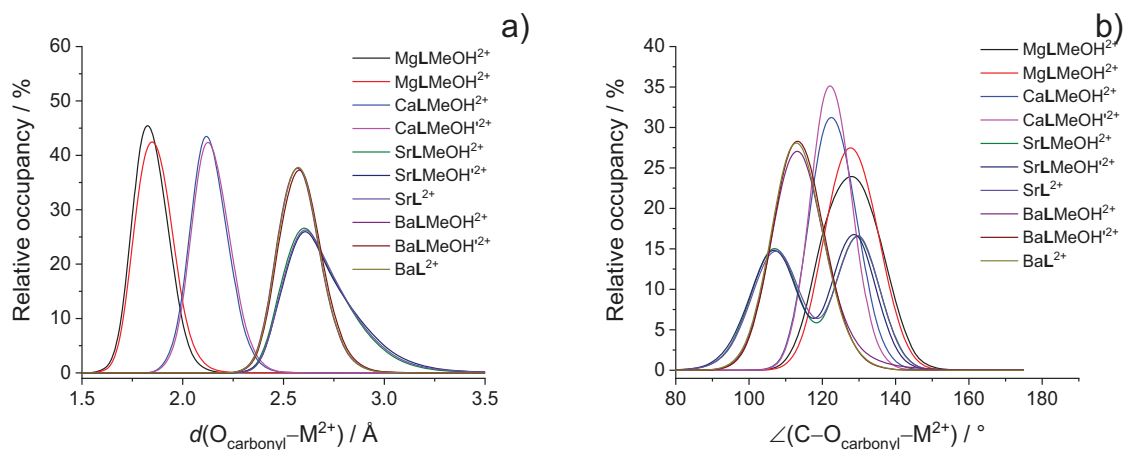 a)
60
50
40
30
20
10
0
Relative occupancy / %
1.5 2.0 2.5 3.0 3.5
d(Ocarbonyl–M2+) / Å
MgLMeOH2+
MgLMeOH2+
CaLMeOH2+
CaLMeOH'2+
SrLMeOH2+
SrLMeOH'2+
SrL2+
BaLMeOH2+
BaLMeOH'2+
BaL2+
b)
40
35
30
25
20
15
10
5
0
Relative occupancy / %
80 100 120 140 160 180
∠(C–Ocarbonyl–M2+) / °
MgLMeOH2+
MgLMeOH2+
CaLMeOH2+
CaLMeOH'2+
SrLMeOH2+
SrLMeOH'2+
SrL2+
BaLMeOH2+
BaLMeOH'2+
BaL2+